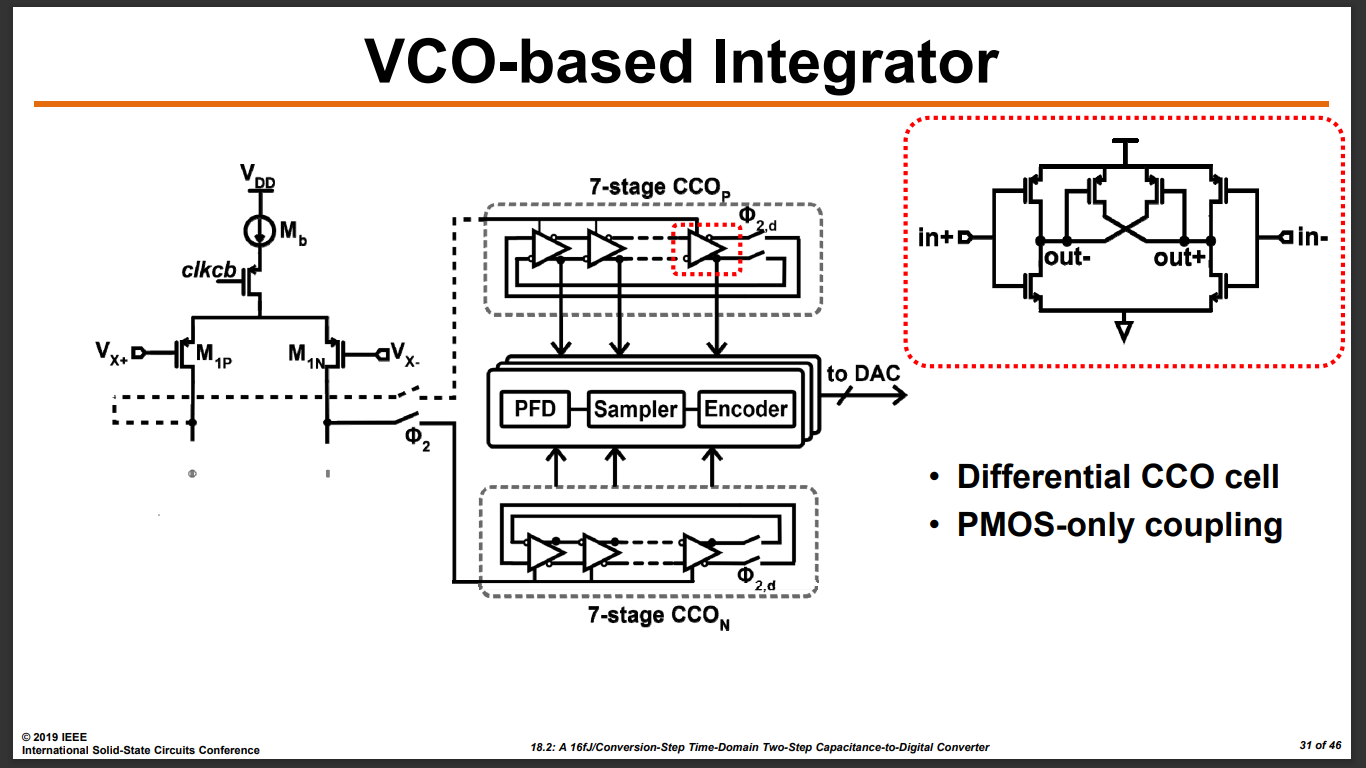 VCO-based Integrator
VDD
Mb
clkcb
VX+
M1P
M1N
VX-
Φ2
7-stage CCOP
Φ2,d
PFD
Sampler
Encoder
to DAC
Φ2,d
7-stage CCON
in+
out-
out+
in-
• Differential CCO cell
• PMOS-only coupling
© 2019 IEEE
International Solid-State Circuits Conference
18.2: A 16fJ/Conversion-Step Time-Domain Two-Step Capacitance-to-Digital Converter
31 of 46